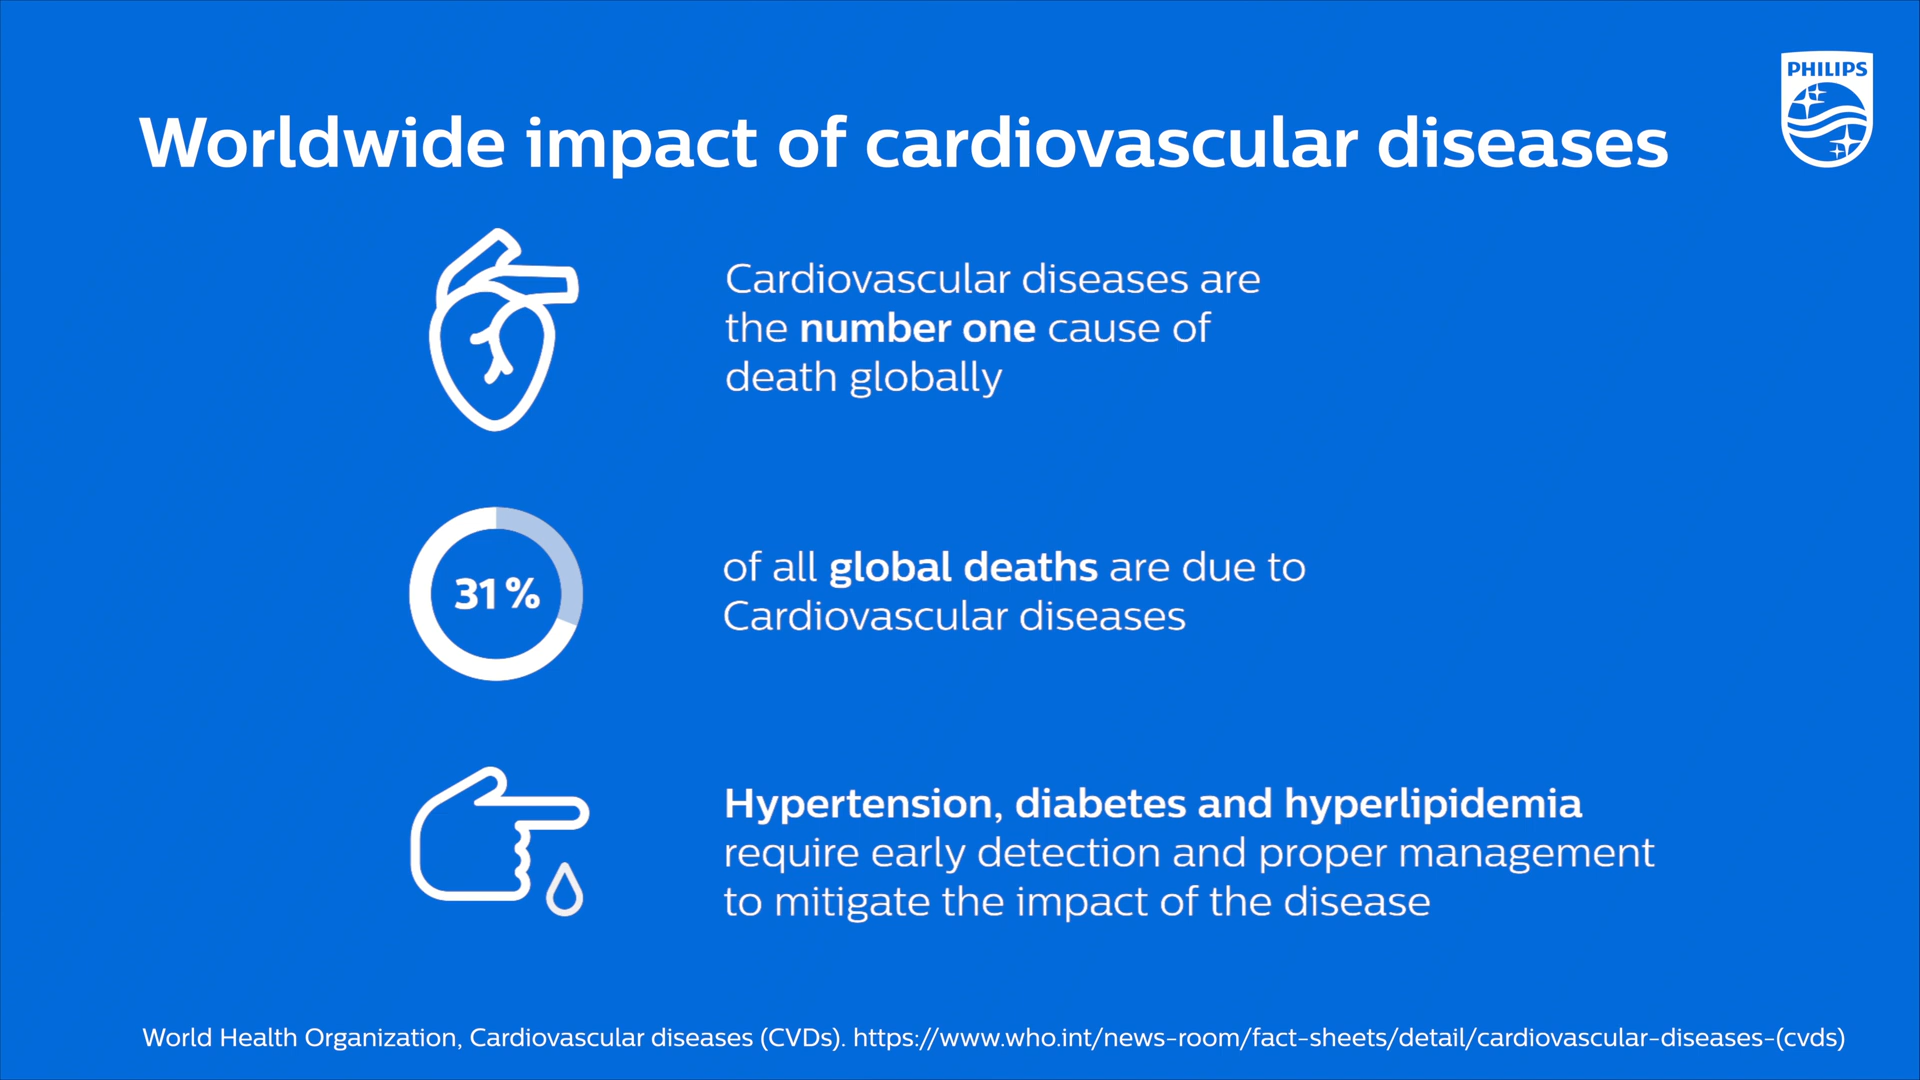 PHILIPS
Worldwide impact of cardiovascular diseases
Cardiovascular diseases are
the number one cause of
death globally
31%
of all global deaths are due to
Cardiovascular diseases
Hypertension, diabetes and hyperlipidemia
require early detection and proper management
to mitigate the impact of the disease
World Health Organization, Cardiovascular diseases (CVDs). https://www.who.int/news-room/fact-sheets/detail/cardiovascular-diseases-(cvds)